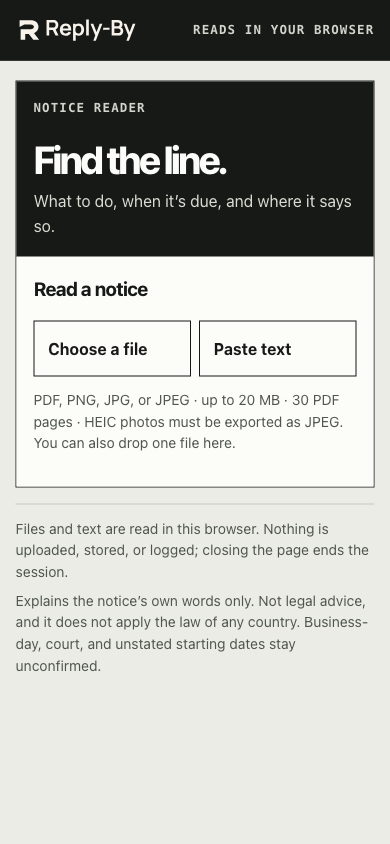 Reply-By
READS IN YOUR BROWSER
NOTICE READER
Find the line.
What to do, when it’s due, and where it says
so.
Read a notice
Choose a file
Paste text
PDF, PNG, JPG, or JPEG · up to 20 MB · 30 PDF
pages · HEIC photos must be exported as JPEG.
You can also drop one file here.
Files and text are read in this browser. Nothing is
uploaded, stored, or logged; closing the page ends the
session.
Explains the notice’s own words only. Not legal advice,
and it does not apply the law of any country. Business-
day, court, and unstated starting dates stay
unconfirmed.